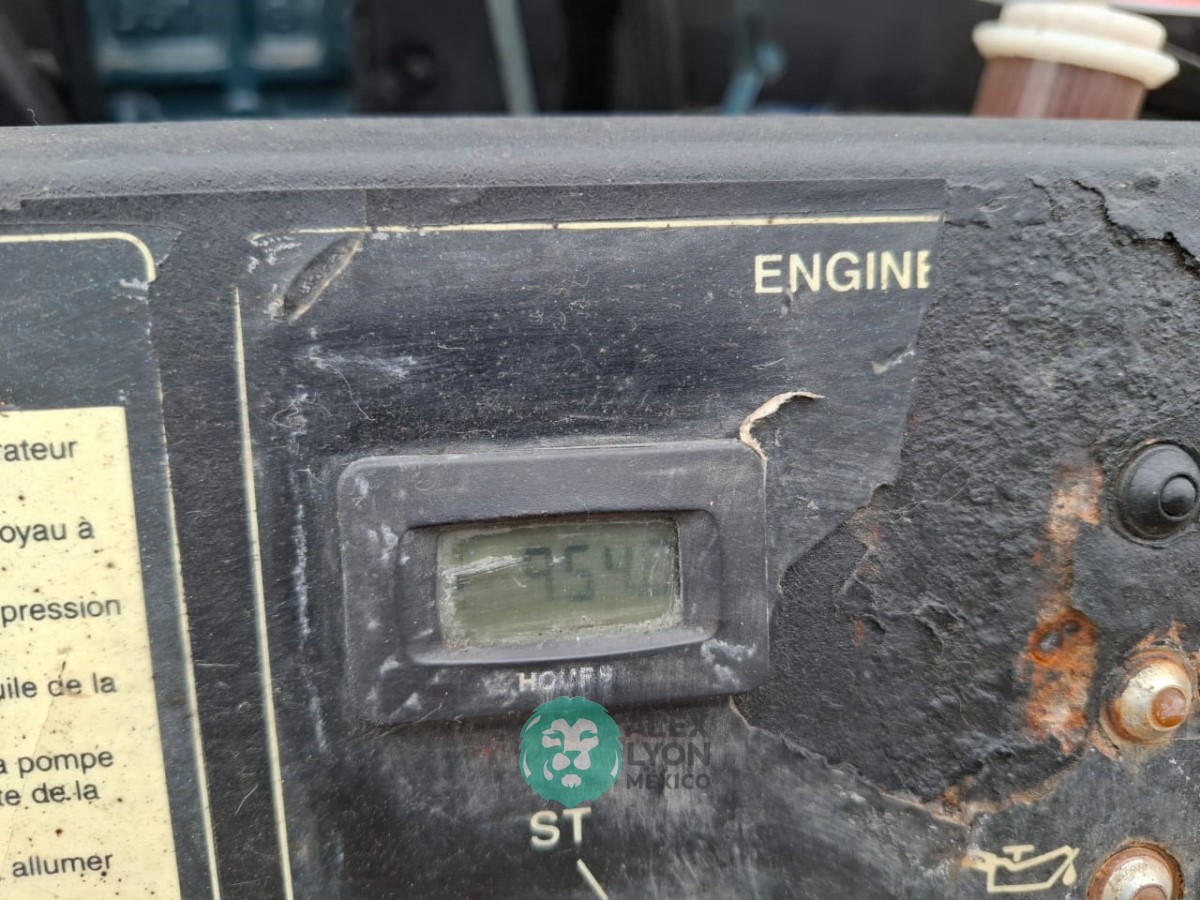 ENGINE
rateur
oyau à
pression
uile de la
a pompe
te de la
allumer
954
HOURS
ALEX
LYON
MÉXICO
ST